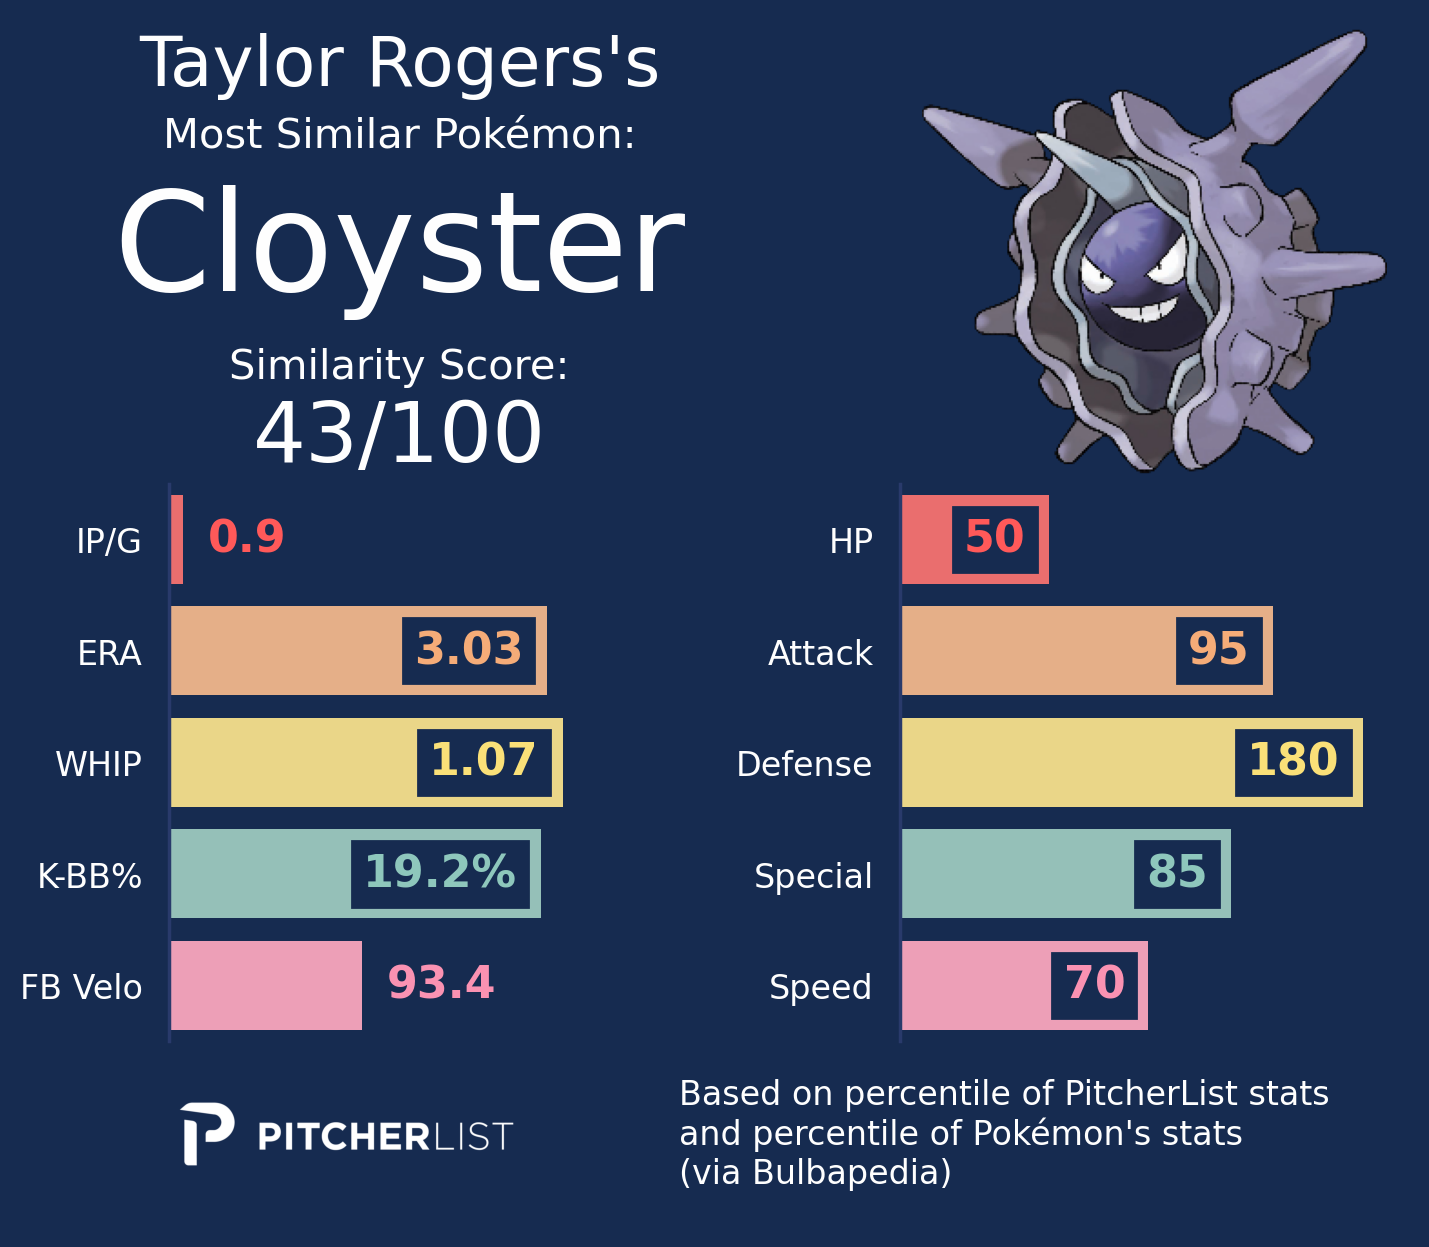 Taylor Rogers's
Most Similar Pokémon:
Cloyster
Similarity Score:
43/100
IP/G 0.9
ERA 3.03
WHIP 1.07
K-BB% 19.2%
FB Velo 93.4
HP 50
Attack 95
Defense 180
Special 85
Speed 70
PITCHERLIST
Based on percentile of PitcherList stats
and percentile of Pokémon's stats
(via Bulbapedia)